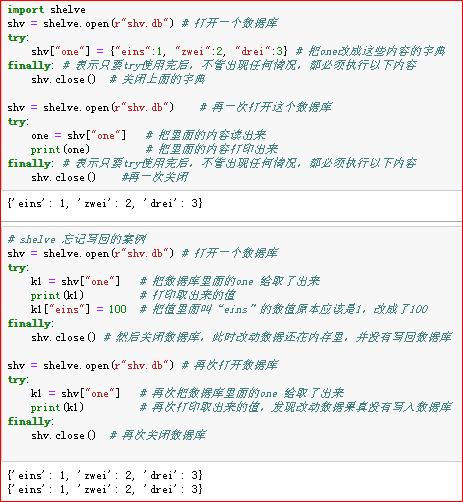 import shelve
shv = shelve.open(r"shv.db") # 打开一个数据库
try:
    shv["one"] = {"eins":1, "zwei":2, "drei":3} # 把one改成这些内容的字典
finally: # 表示只要try使用完后，不管出现任何情况，都必须执行以下内容
    shv.close() # 关闭上面的字典

shv = shelve.open(r"shv.db") # 再一次打开这个数据库
try:
    one = shv["one"] # 把里面的内容读出来
    print(one) # 把里面的内容打印出来
finally: # 表示只要try使用完后，不管出现任何情况，都必须执行以下内容
    shv.close() #再一次关闭
{'eins': 1, 'zwei': 2, 'drei': 3}
# shelve 忘记写回的案例
shv = shelve.open(r"shv.db") # 打开一个数据库
try:
    k1 = shv["one"] # 把数据库里面的one 给取了出来
    print(k1) # 打印取出来的值
    k1["eins"] = 100 # 把值里面叫“eins”的数值原本应该是1，改成了100
finally:
    shv.close() # 然后关闭数据库，此时改动数据还在内存里，并没有写回数据库

shv = shelve.open(r"shv.db") # 再次打开数据库
try:
    k1 = shv["one"] # 再次把数据库里面的one 给取了出来
    print(k1) # 再次打印取出来的值，发现改动数据果真没有写入数据库
finally:
    shv.close() # 再次关闭数据库
{'eins': 1, 'zwei': 2, 'drei': 3}
{'eins': 1, 'zwei': 2, 'drei': 3}